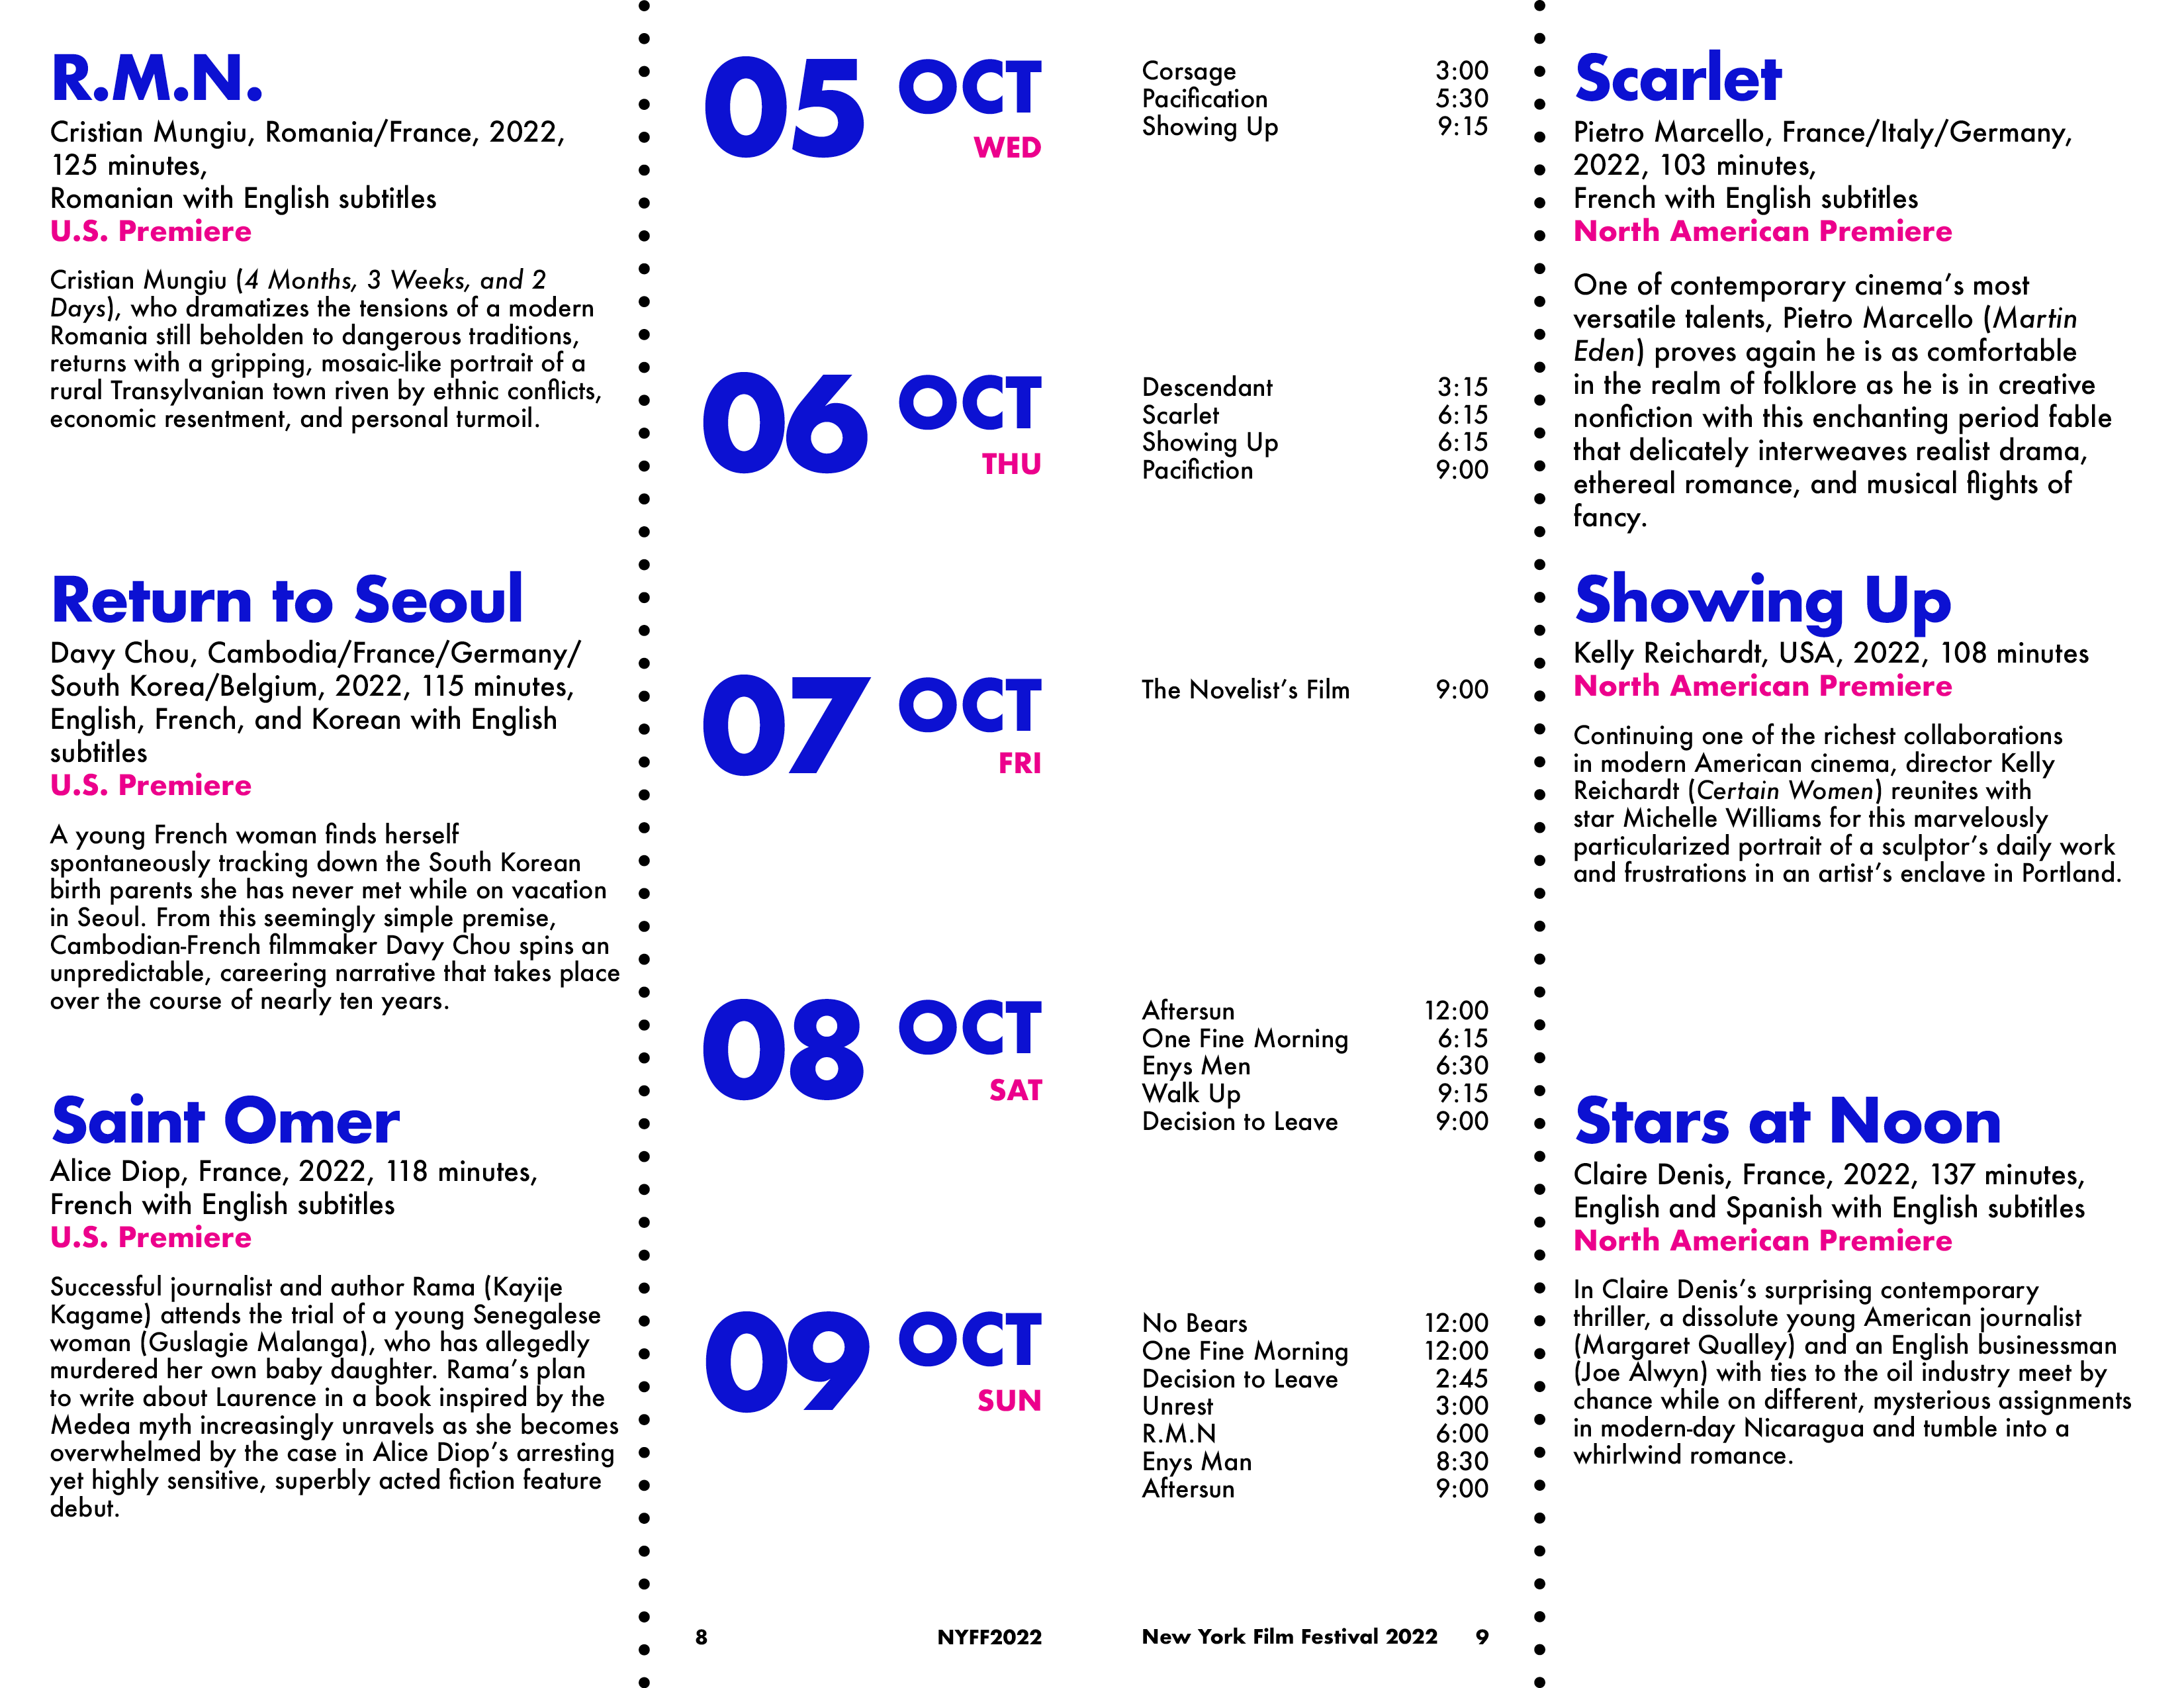 R.M.N.
Cristian Mungiu, Romania/France, 2022,
125 minutes,
Romanian with English subtitles
U.S. Premiere
Cristian Mungiu (4 Months, 3 Weeks, and 2
Days), who dramatizes the tensions of a modern
Romania still beholden to dangerous traditions,
returns with a gripping, mosaic-like portrait of a
rural Transylvanian town riven by ethnic conflicts,
economic resentment, and personal turmoil.
Return to Seoul
Davy Chou, Cambodia/France/Germany/
South Korea/Belgium, 2022, 115 minutes,
English, French, and Korean with English
subtitles
U.S. Premiere
A young French woman finds herself
spontaneously tracking down the South Korean
birth parents she has never met while on vacation
in Seoul. From this seemingly simple premise,
Cambodian-French filmmaker Davy Chou spins an
unpredictable, careering narrative that takes place
over the course of nearly ten years.
Saint Omer
Alice Diop, France, 2022, 118 minutes,
French with English subtitles
U.S. Premiere
Successful journalist and author Rama (Kayije
Kagame) attends the trial of a young Senegalese
woman (Guslagie Malanga), who has allegedly
murdered her own baby daughter. Rama's plan
to write about Laurence in a book inspired by the
Medea myth increasingly unravels as she becomes
overwhelmed by the case in Alice Diop's arresting
yet highly sensitive, superbly acted fiction feature
debut.
05 OCT
WED
Corsage 3:00
Pacification 5:30
Showing Up 9:15
06 OCT
THU
Descendant 3:15
Scarlet 6:15
Showing Up 6:15
Pacifiction 9:00
07 OCT
FRI
The Novelist's Film 9:00
08 OCT
SAT
Aftersun 12:00
One Fine Morning 6:15
Enys Men 6:30
Walk Up 9:15
Decision to Leave 9:00
09 OCT
SUN
No Bears 12:00
One Fine Morning 12:00
Decision to Leave 2:45
Unrest 3:00
R.M.N 6:00
Enys Man 8:30
Aftersun 9:00
8 NYFF2022
New York Film Festival 2022 9
Scarlet
Pietro Marcello, France/Italy/Germany,
2022, 103 minutes,
French with English subtitles
North American Premiere
One of contemporary cinema's most
versatile talents, Pietro Marcello (Martin
Eden) proves again he is as comfortable
in the realm of folklore as he is in creative
nonfiction with this enchanting period fable
that delicately interweaves realist drama,
ethereal romance, and musical flights of
fancy.
Showing Up
Kelly Reichardt, USA, 2022, 108 minutes
North American Premiere
Continuing one of the richest collaborations
in modern American cinema, director Kelly
Reichardt (Certain Women) reunites with
star Michelle Williams for this marvelously
particularized portrait of a sculptor's daily work
and frustrations in an artist's enclave in Portland.
Stars at Noon
Claire Denis, France, 2022, 137 minutes,
English and Spanish with English subtitles
North American Premiere
In Claire Denis's surprising contemporary
thriller, a dissolute young American journalist
(Margaret Qualley) and an English businessman
(Joe Alwyn) with ties to the oil industry meet by
chance while on different, mysterious assignments
in modern-day Nicaragua and tumble into a
whirlwind romance.